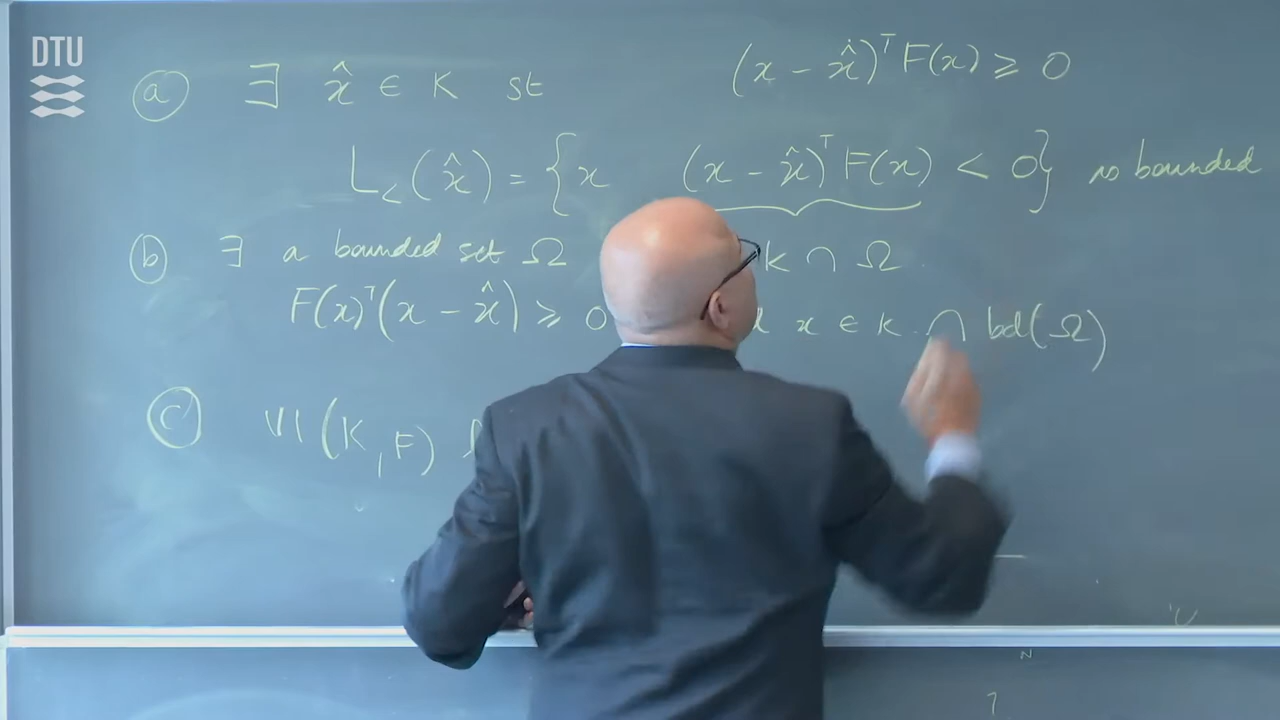 DTU
(x - x̂)ᵀ F(x) ≥ 0
(a) ∃ x̂ ∈ K st
L<(x̂) = { x (x - x̂)ᵀ F(x) < 0} is bounded
(b) ∃ a bounded set Ω K ∩ Ω
F(x)ᵀ(x - x̂) ≥ 0 x ∈ K ∩ bd(Ω)
(c) VI (K, F)